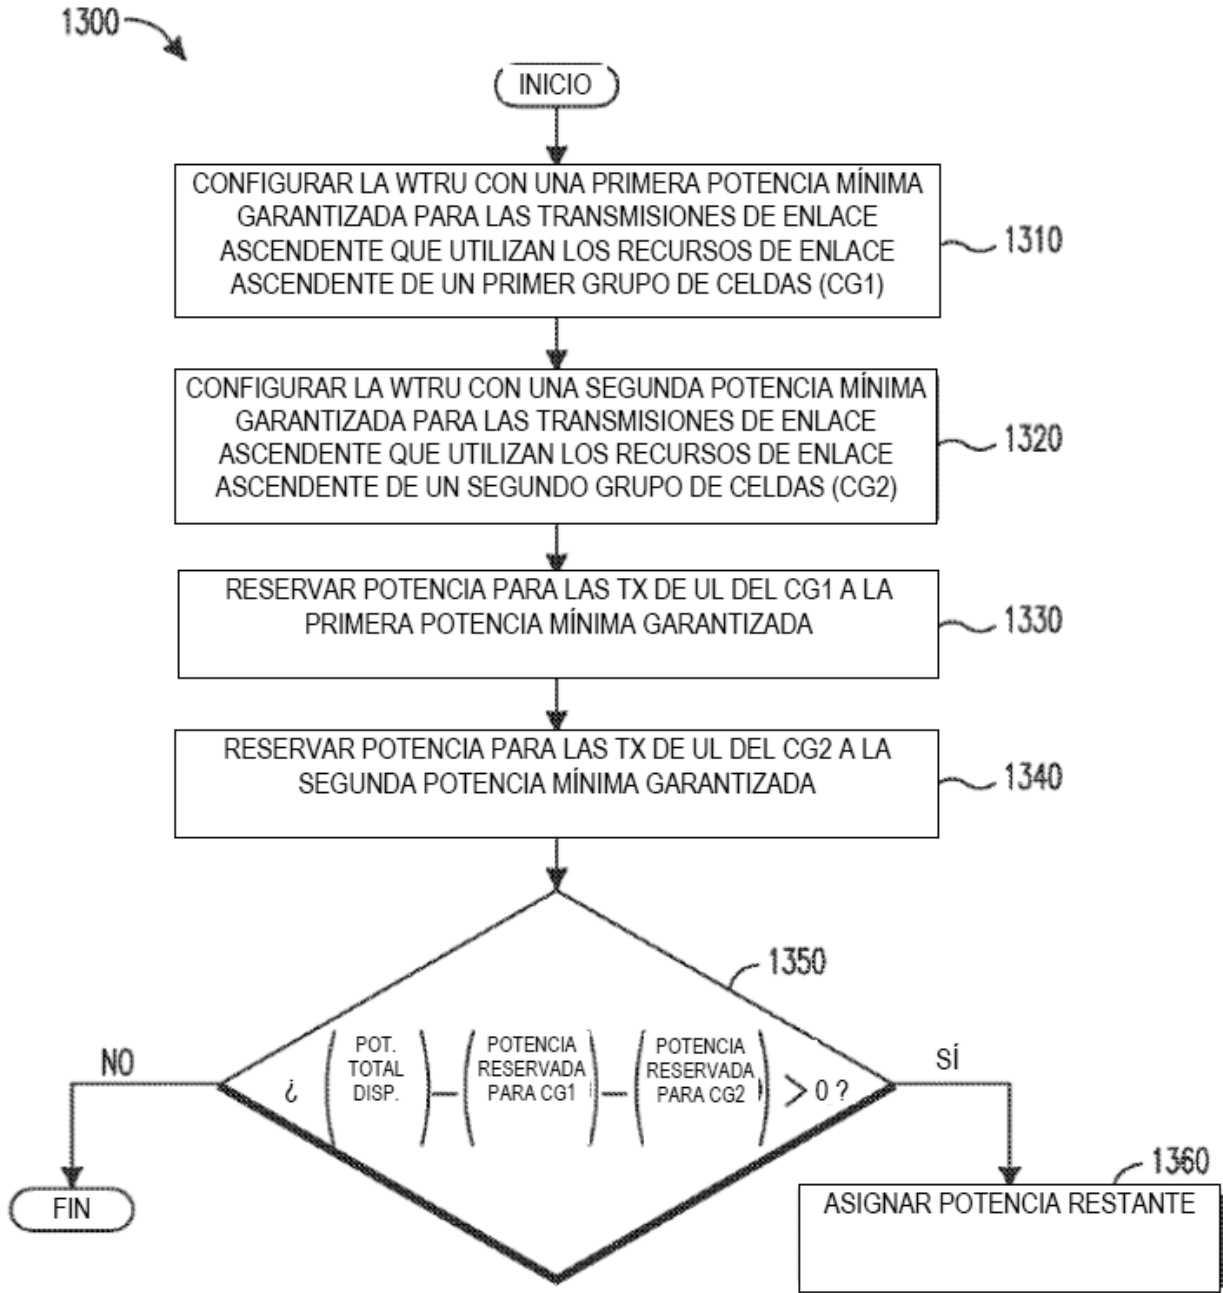 1300
INICIO
CONFIGURAR LA WTRU CON UNA PRIMERA POTENCIA MÍNIMA
GARANTIZADA PARA LAS TRANSMISIONES DE ENLACE
ASCENDENTE QUE UTILIZAN LOS RECURSOS DE ENLACE
ASCENDENTE DE UN PRIMER GRUPO DE CELDAS (CG1)
1310
CONFIGURAR LA WTRU CON UNA SEGUNDA POTENCIA MÍNIMA
GARANTIZADA PARA LAS TRANSMISIONES DE ENLACE
ASCENDENTE QUE UTILIZAN LOS RECURSOS DE ENLACE
ASCENDENTE DE UN SEGUNDO GRUPO DE CELDAS (CG2)
1320
RESERVAR POTENCIA PARA LAS TX DE UL DEL CG1 A LA
PRIMERA POTENCIA MÍNIMA GARANTIZADA
1330
RESERVAR POTENCIA PARA LAS TX DE UL DEL CG2 A LA
SEGUNDA POTENCIA MÍNIMA GARANTIZADA
1340
1350
¿ (
POT.
TOTAL
DISP.
) — (
POTENCIA
RESERVADA
PARA CG1
) — (
POTENCIA
RESERVADA
PARA CG2
) > 0 ?
NO
SÍ
FIN
1360
ASIGNAR POTENCIA RESTANTE